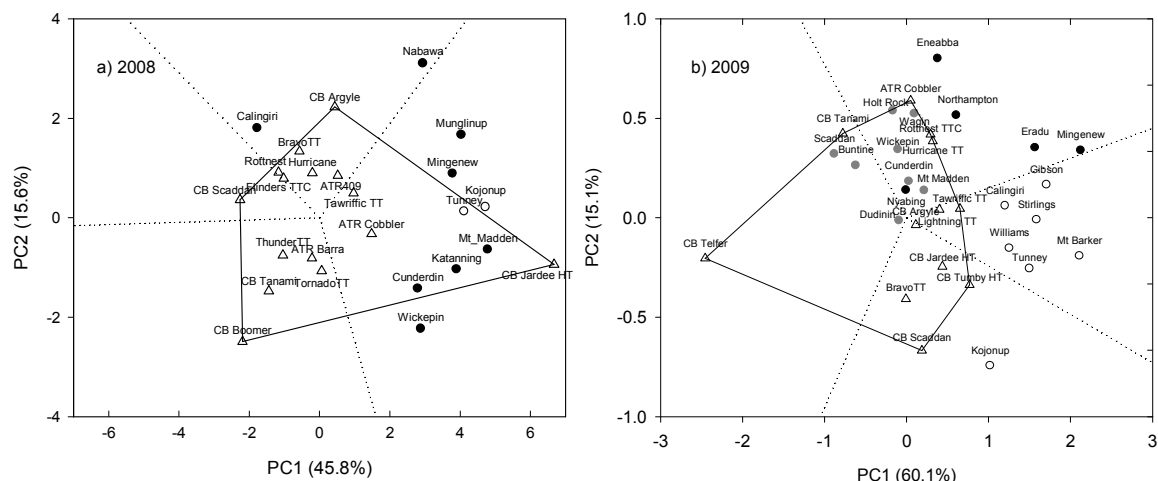 a) 2008
Nabawa
CB Argyle
Calingiri
Munglinup
BravoTT
Mingenew
Rottnest
Hurricane
Kojonup
Flinders TTC
ATR409
Tunney
CB Scaddan
Tawriffic TT
ATR Cobbler
ThunderTT
ATR Barra
Mt_Madden
Katanning
CB Jardee HT
CB Tanami
TornadoTT
Cunderdin
CB Boomer
Wickepin
4
2
0
-2
-4
-6
-4
-2
0
2
4
6
PC2 (15.6%)
PC1 (45.8%)
b) 2009
Eneabba
ATR Cobbler
Holt Rock
Northampton
CB Tanami
Wagin
Rottnest TTC
Scaddan
Wickepin
Eradu
Mingenew
Buntine
Hurricane TT
Cunderdin
Gibson
Mt Madden
Calingiri
Nyabing
Tawriffic TT
Stirlings
Dudinin
CB Argyle
Lightning TT
Williams
CB Telfer
Mt Barker
CB Jardee HT
Tunney
CB Tumby HT
BravoTT
CB Scaddan
Kojonup
1.0
0.5
0.0
-0.5
-1.0
-3
-2
-1
0
1
2
3
PC2 (15.1%)
PC1 (60.1%)